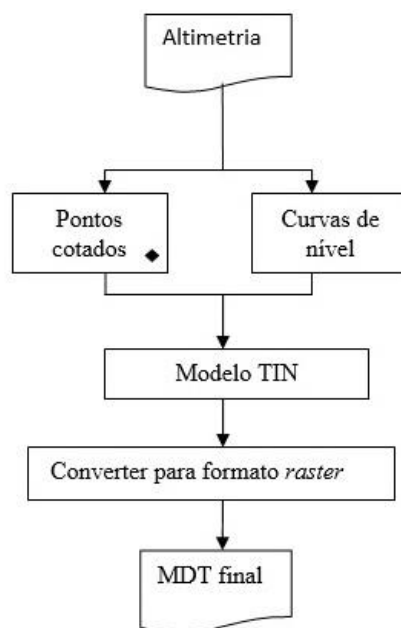 Altimetria
Pontos
cotados
Curvas de
nível
Modelo TIN
Converter para formato raster
MDT final